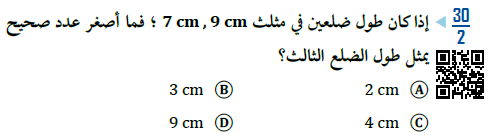 30/2 إذا كان طول ضلعين في مثلث 7 cm , 9 cm ؛ فما أصغر عدد صحيح
يمثل طول الضلع الثالث؟
A 2 cm B 3 cm
C 4 cm D 9 cm